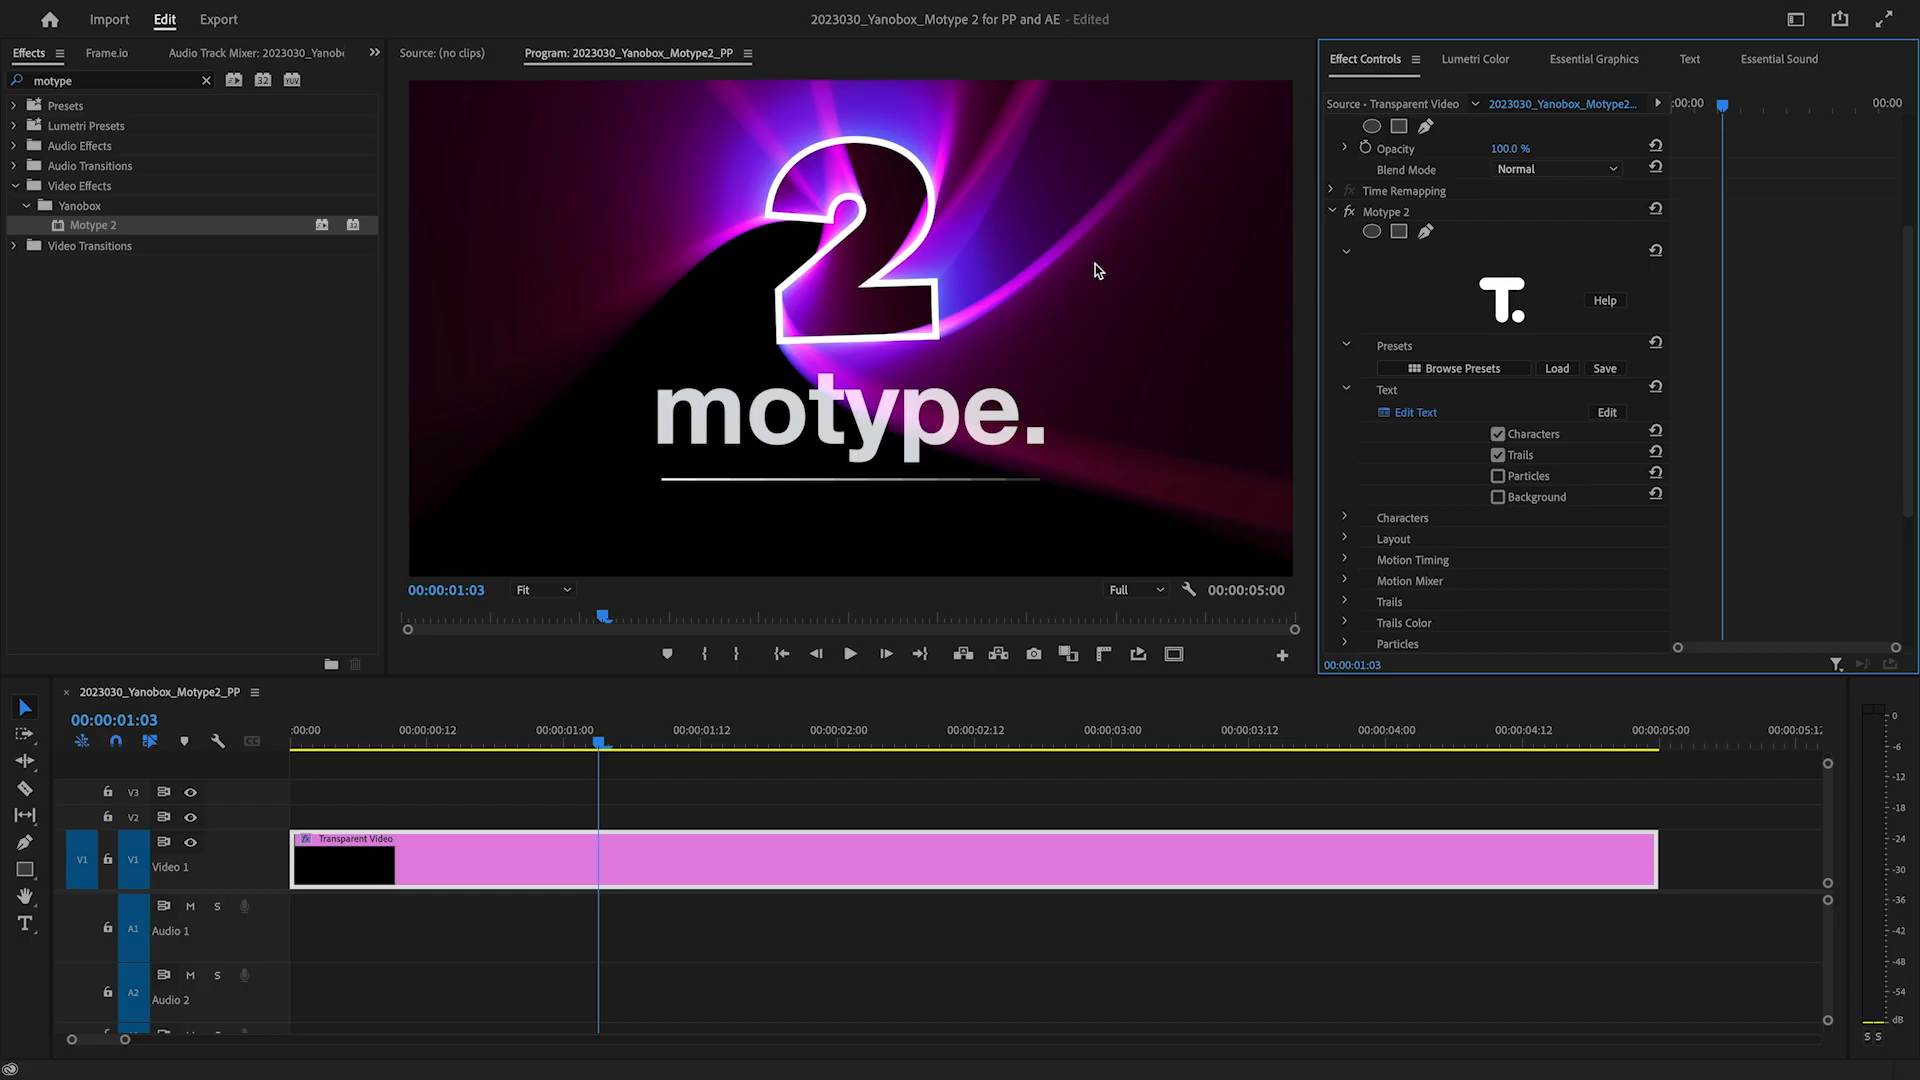 Import
Edit
Export
2023030_Yanobox_Motype 2 for PP and AE - Edited
Effects
Frame.io
Audio Track Mixer: 2023030_Yanob
Source: (no clips)
Program: 2023030_Yanobox_Motype2_PP
Effect Controls
Lumetri Color
Essential Graphics
Text
Essential Sound
motype
32
YUV
Presets
Lumetri Presets
Audio Effects
Audio Transitions
Video Effects
Yanobox
Motype 2
Video Transitions
2
motype.
00:00:01:03
Fit
Full
00:00:05:00
Source - Transparent Video
2023030_Yanobox_Motype2...
:00:00
00:00
Opacity
100.0 %
Blend Mode
Normal
fx Time Remapping
fx Motype 2
T.
Help
Presets
Browse Presets
Load
Save
Text
Edit Text
Edit
Characters
Trails
Particles
Background
Characters
Layout
Motion Timing
Motion Mixer
Trails
Trails Color
Particles
00:00:01:03
× 2023030_Yanobox_Motype2_PP
00:00:01:03
:00:00
00:00:00:12
00:00:01:00
00:00:01:12
00:00:02:00
00:00:02:12
00:00:03:00
00:00:03:12
00:00:04:00
00:00:04:12
00:00:05:00
00:00:05:12
V3
V2
V1
V1
Video 1
fx Transparent Video
M S
A1
Audio 1
M S
A2
Audio 2
T
0
-6
-12
-18
-24
-30
-36
-42
-48
-54
dB
S S